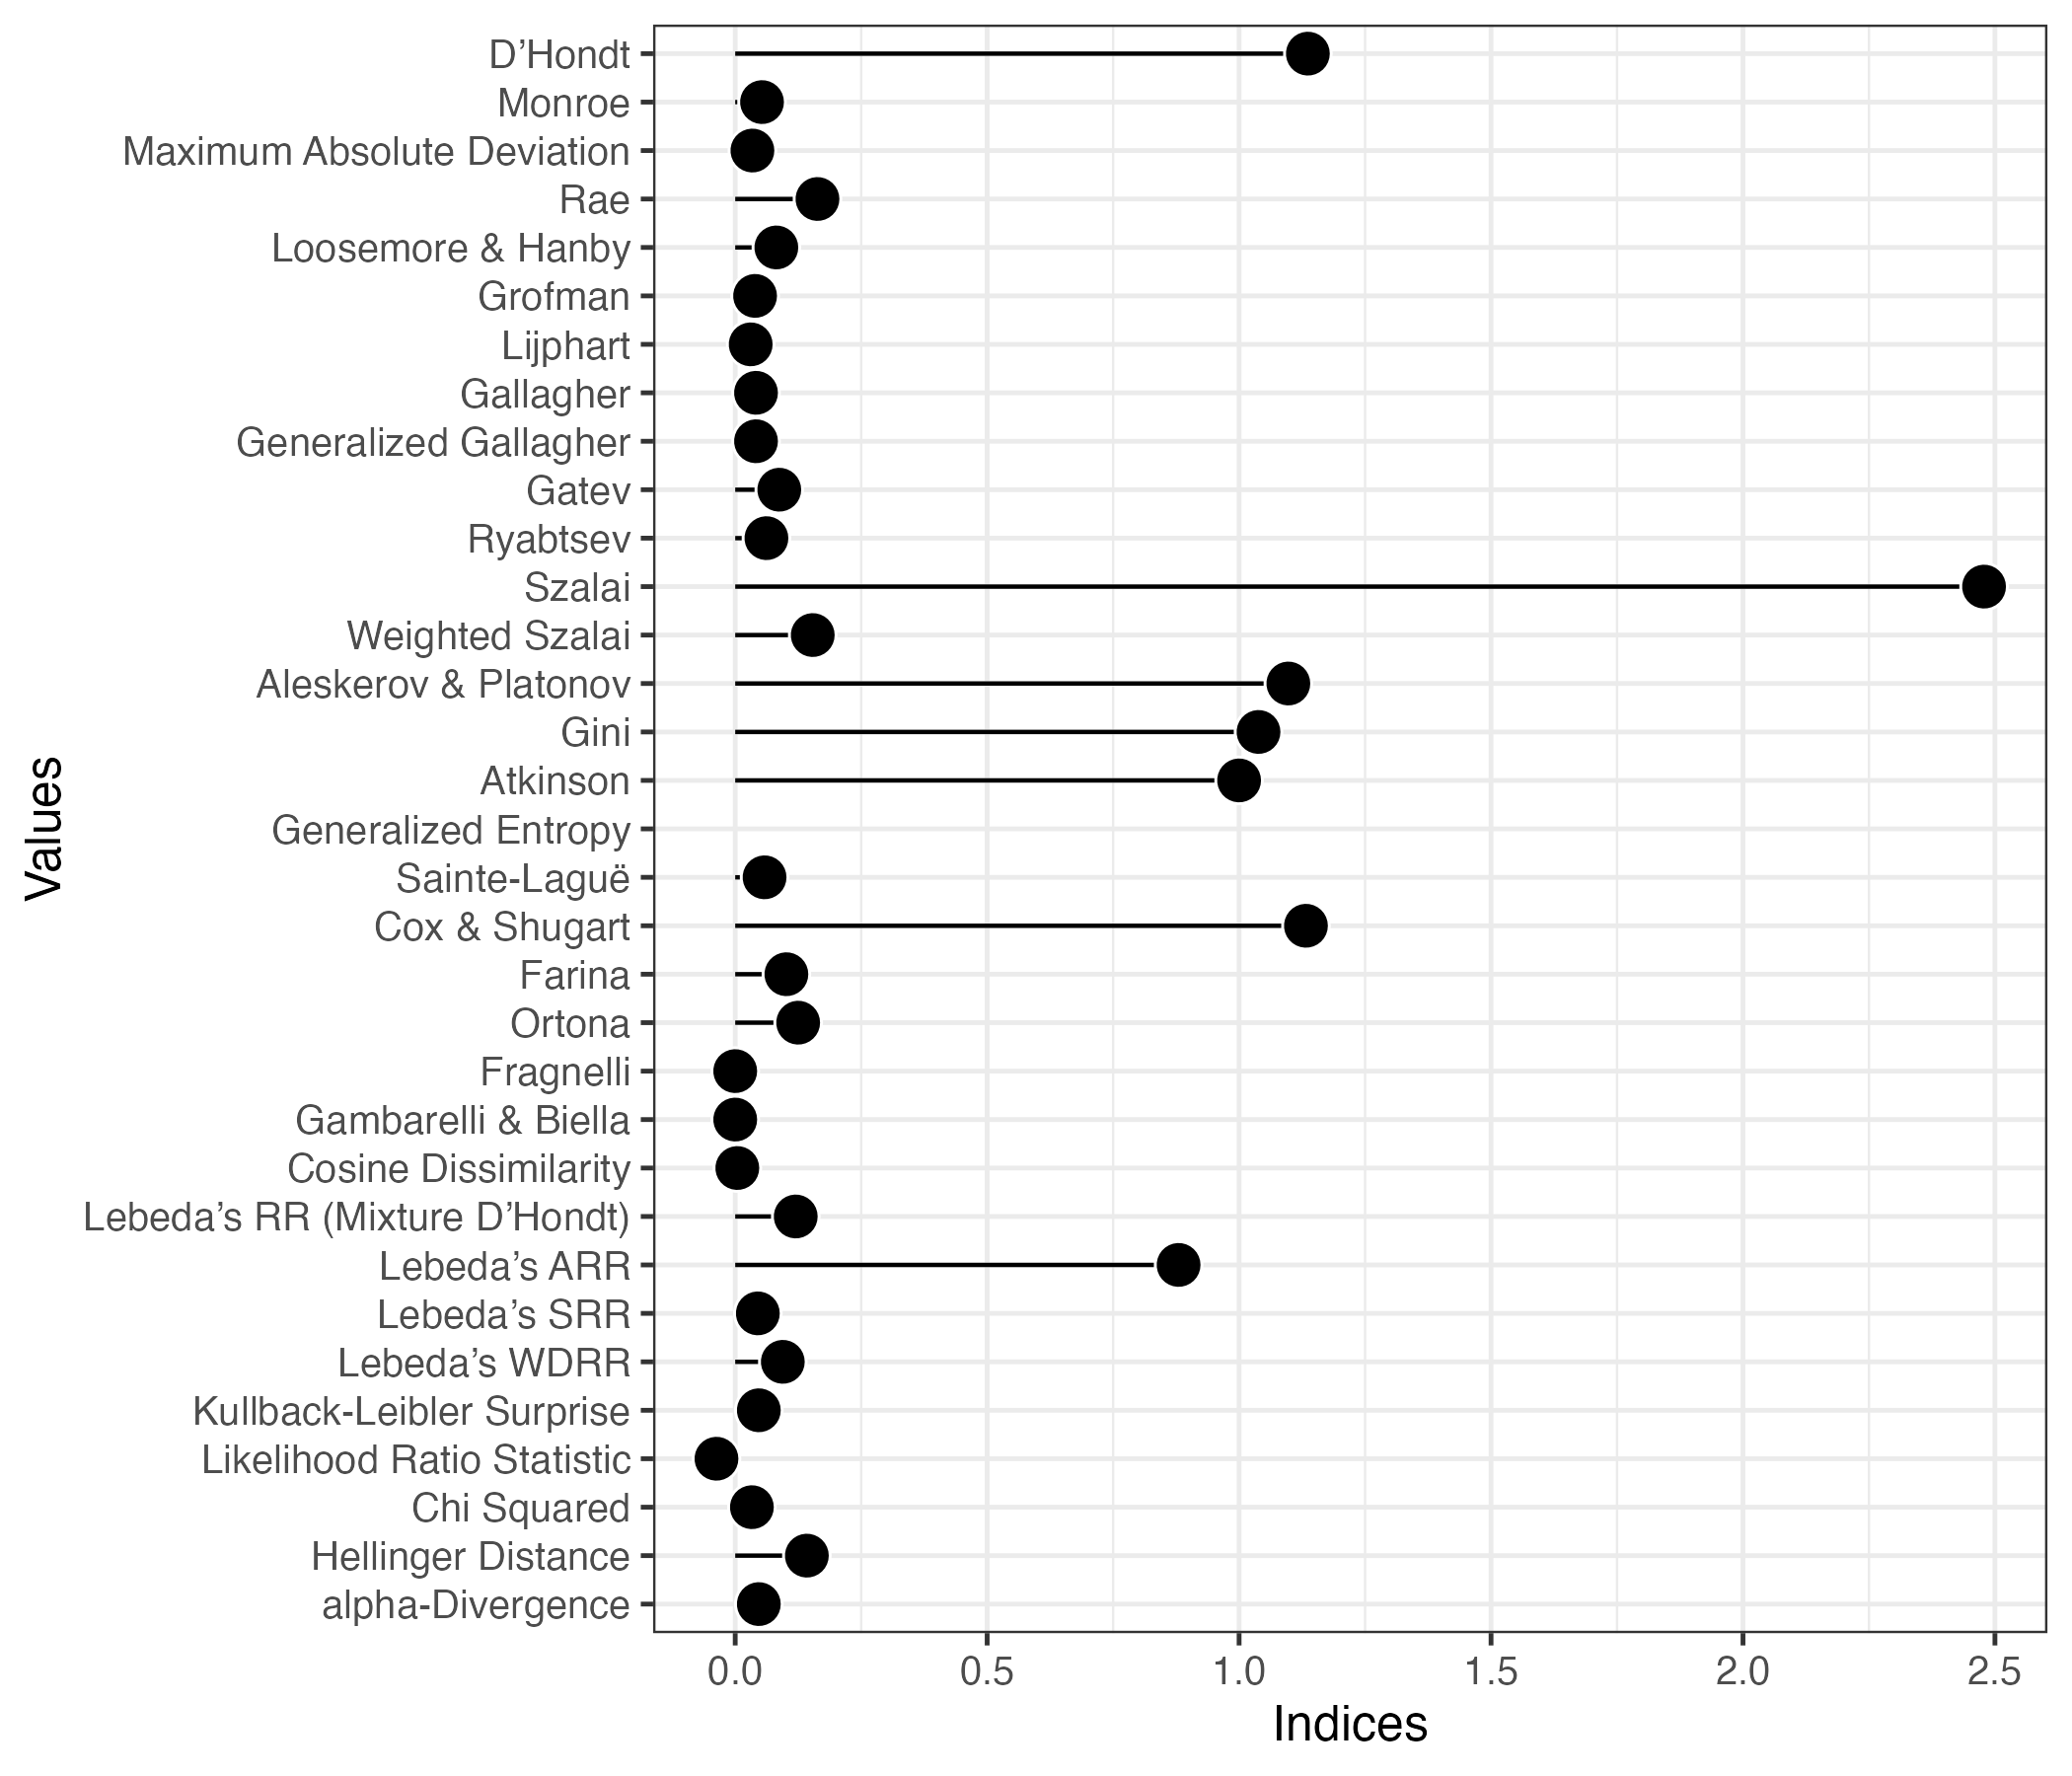 D’Hondt
Monroe
Maximum Absolute Deviation
Rae
Loosemore & Hanby
Grofman
Lijphart
Gallagher
Generalized Gallagher
Gatev
Ryabtsev
Szalai
Weighted Szalai
Aleskerov & Platonov
Gini
Atkinson
Generalized Entropy
Sainte-Laguë
Cox & Shugart
Farina
Ortona
Fragnelli
Gambarelli & Biella
Cosine Dissimilarity
Lebeda’s RR (Mixture D’Hondt)
Lebeda’s ARR
Lebeda’s SRR
Lebeda’s WDRR
Kullback-Leibler Surprise
Likelihood Ratio Statistic
Chi Squared
Hellinger Distance
alpha-Divergence
Values
0.0 0.5 1.0 1.5 2.0 2.5
Indices